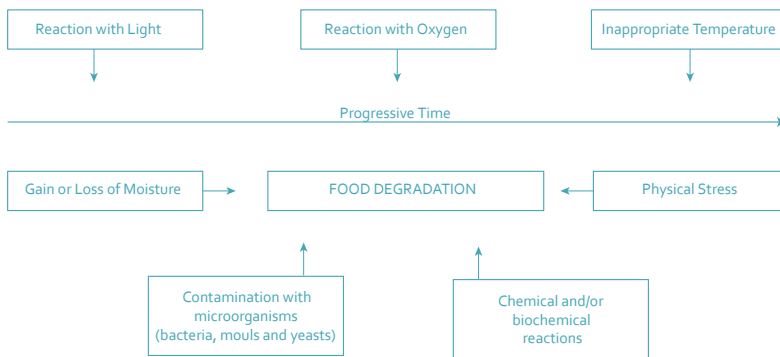 Reaction with Light
Reaction with Oxygen
Inappropriate Temperature
Progressive Time
Gain or Loss of Moisture
FOOD DEGRADATION
Physical Stress
Contamination with
microorganisms
(bacteria, mouls and yeasts)
Chemical and/or
biochemical
reactions